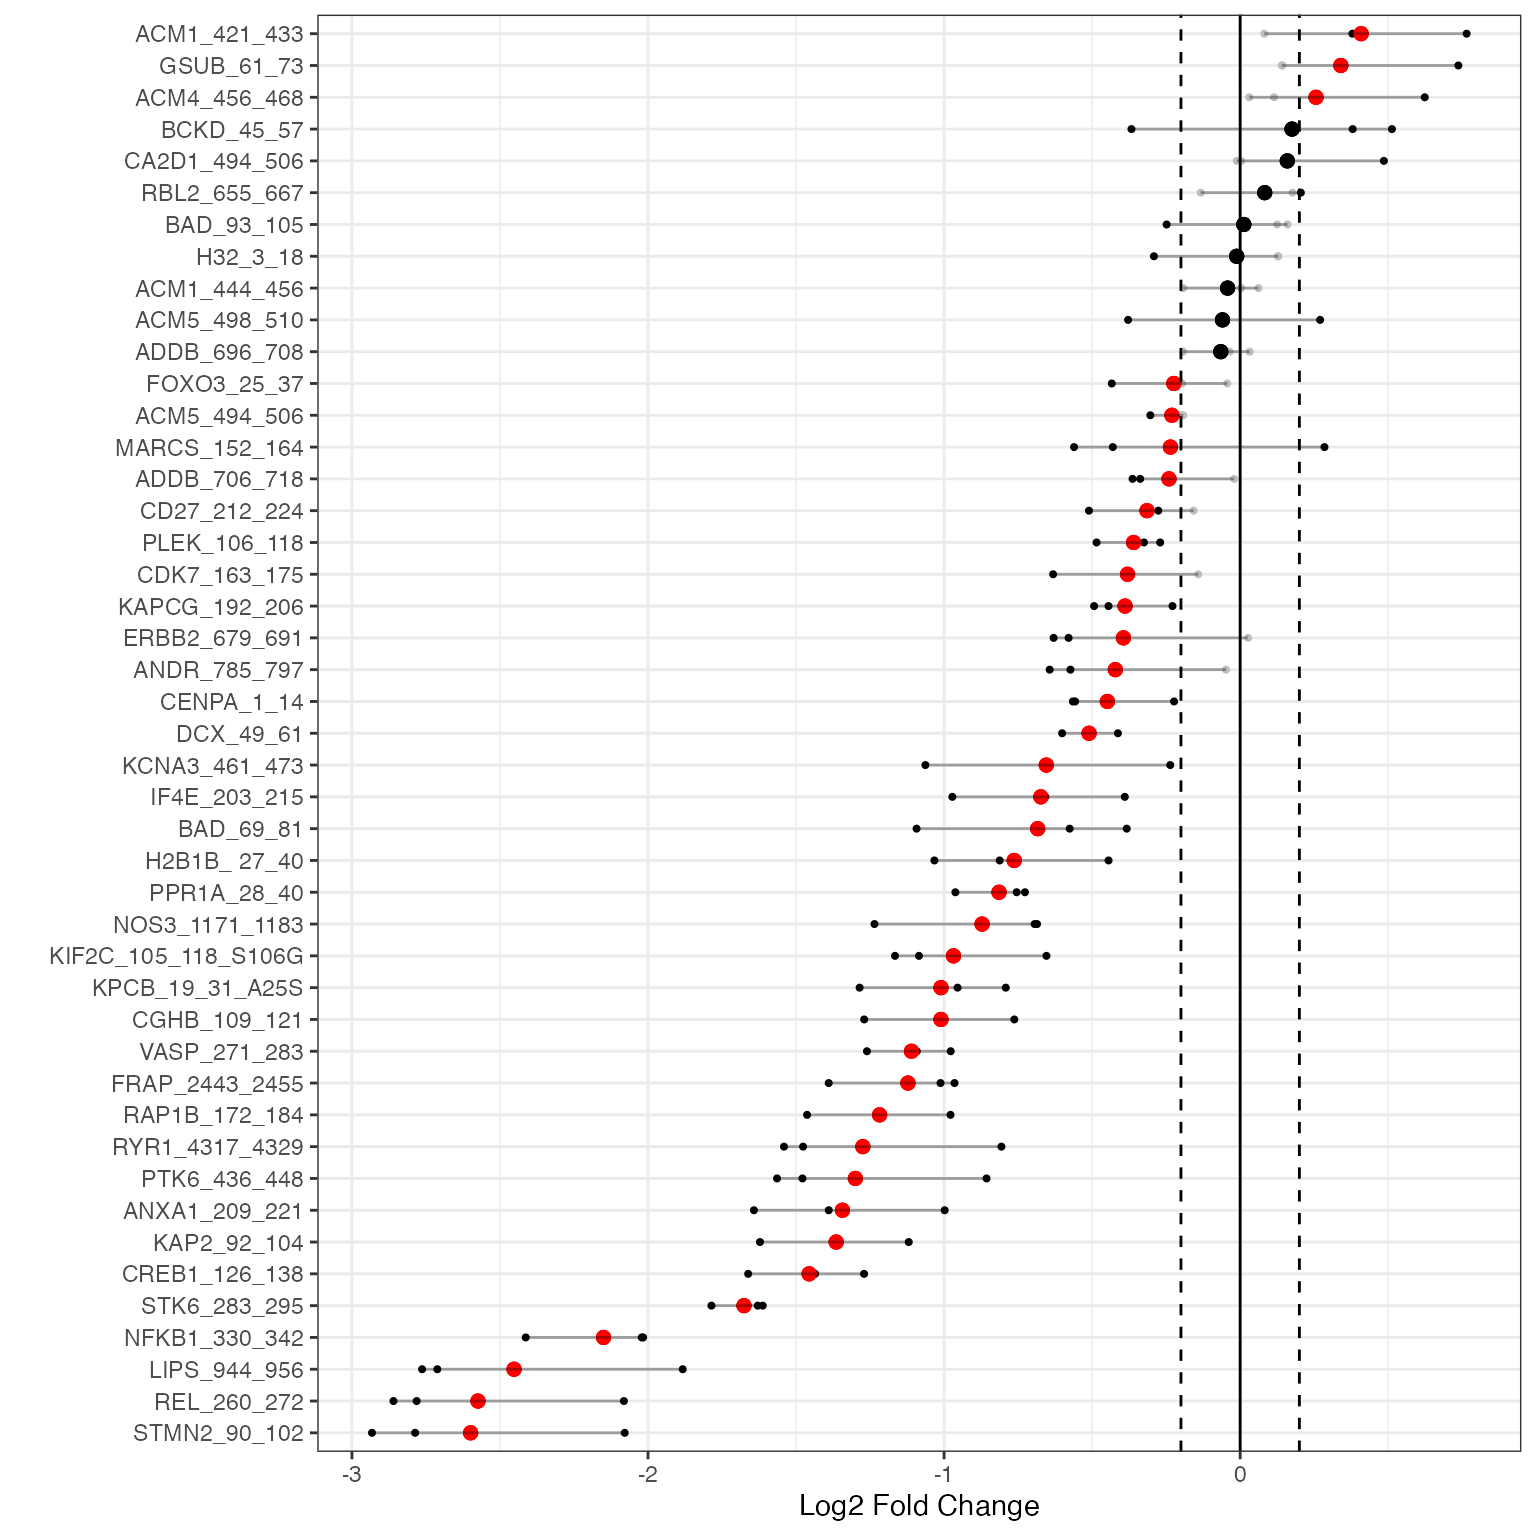 ACM1_421_433
GSUB_61_73
ACM4_456_468
BCKD_45_57
CA2D1_494_506
RBL2_655_667
BAD_93_105
H32_3_18
ACM1_444_456
ACM5_498_510
ADDB_696_708
FOXO3_25_37
ACM5_494_506
MARCS_152_164
ADDB_706_718
CD27_212_224
PLEK_106_118
CDK7_163_175
KAPCG_192_206
ERBB2_679_691
ANDR_785_797
CENPA_1_14
DCX_49_61
KCNA3_461_473
IF4E_203_215
BAD_69_81
H2B1B_ 27_40
PPR1A_28_40
NOS3_1171_1183
KIF2C_105_118_S106G
KPCB_19_31_A25S
CGHB_109_121
VASP_271_283
FRAP_2443_2455
RAP1B_172_184
RYR1_4317_4329
PTK6_436_448
ANXA1_209_221
KAP2_92_104
CREB1_126_138
STK6_283_295
NFKB1_330_342
LIPS_944_956
REL_260_272
STMN2_90_102
-3 -2 -1 0
Log2 Fold Change